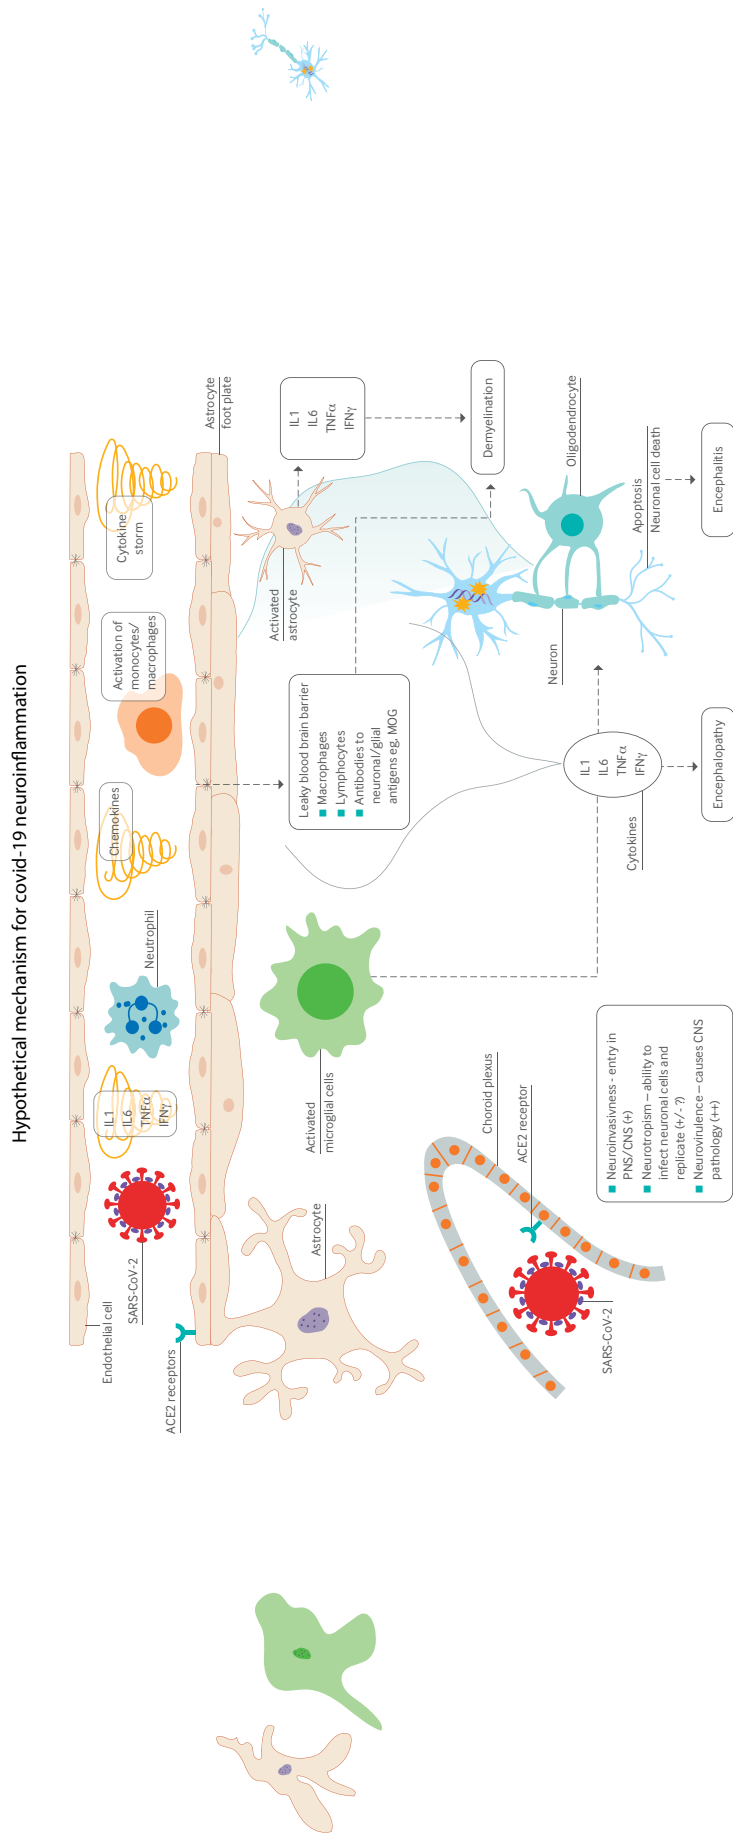 Hypothetical mechanism for covid-19 neuroinflammation
Endothelial cell
SARS-CoV-2
IL1
IL6
TNFα
IFNγ
Neutrophil
Chemokines
Activation of
monocytes/
macrophages
Cytokine
storm
ACE2 receptors
Astrocyte
foot plate
Astrocyte
Activated
microglial cells
Leaky blood brain barrier
Macrophages
Lymphocytes
Antibodies to
neuronal/glial
antigens eg, MOG
Activated
astrocyte
IL1
IL6
TNFα
IFNγ
Demyelination
Choroid plexus
ACE2 receptor
SARS-CoV-2
Neuroinvasivness - entry in
PNS/CNS (+)
Neurotropism – ability to
infect neuronal cells and
replicate (+/- ?)
Neurovirulence – causes CNS
pathology (++)
IL1
IL6
TNFα
IFNγ
Cytokines
Encephalopathy
Neuron
Oligodendrocyte
Apoptosis
Neuronal cell death
Encephalitis